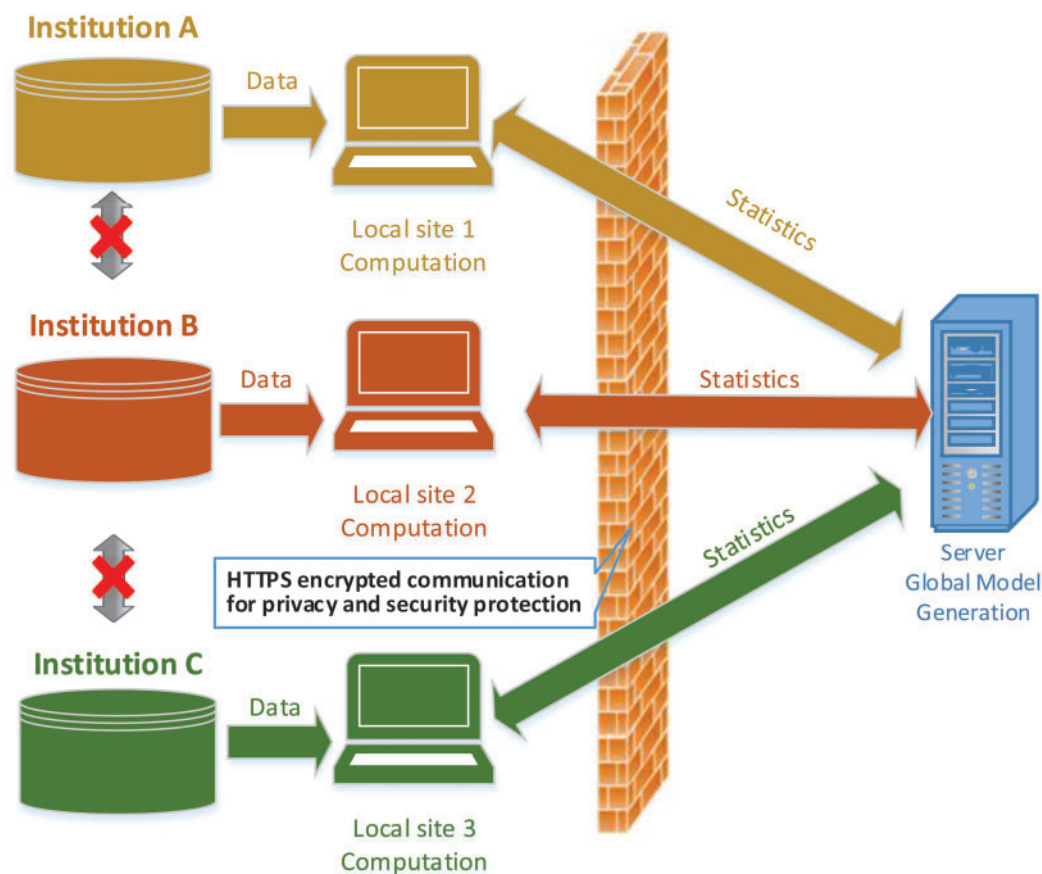 Institution A
Data
Local site 1
Computation
Statistics
Institution B
Data
Local site 2
Computation
Statistics
HTTPS encrypted communication
for privacy and security protection
Statistics
Server
Global Model
Generation
Institution C
Data
Local site 3
Computation